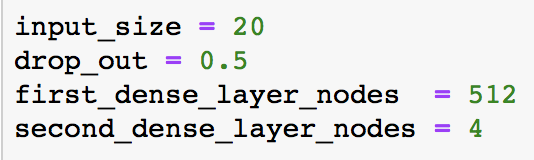 input_size = 20
drop_out = 0.5
first_dense_layer_nodes  = 512
second_dense_layer_nodes = 4